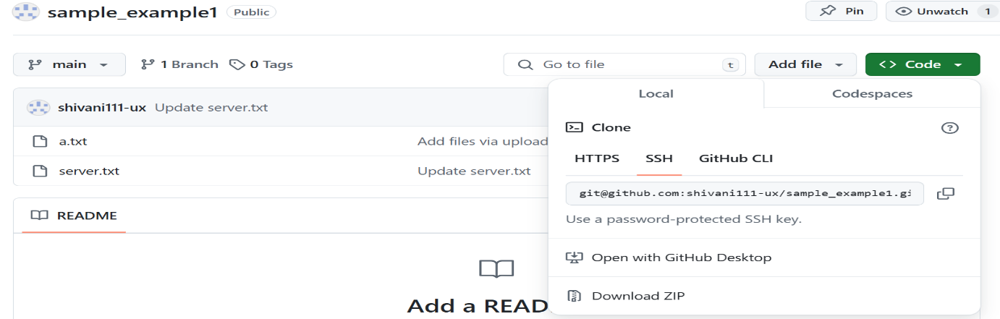 sample_example1 Public Pin Unwatch 1
main 1 Branch 0 Tags Go to file t Add file <> Code
Local Codespaces
shivani111-ux Update server.txt
Clone
a.txt Add files via upload
HTTPS SSH GitHub CLI
server.txt Update server.txt
git@github.com:shivani111-ux/sample_example1.gi
README
Use a password-protected SSH key.
Open with GitHub Desktop
Download ZIP
Add a READ